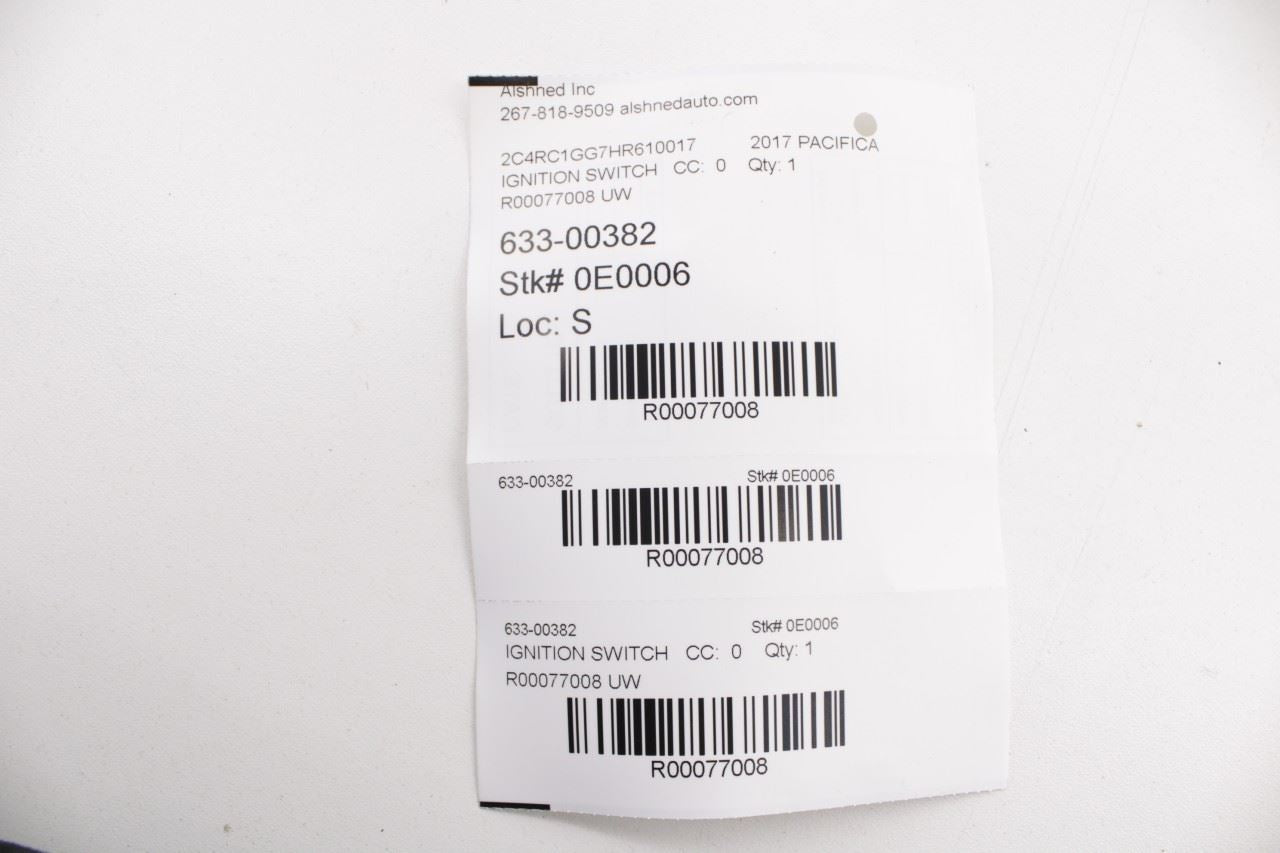 Alshned Inc
267-818-9509 alshnedauto.com
2C4RC1GG7HR610017 2017 PACIFICA
IGNITION SWITCH CC: 0 Qty: 1
R00077008 UW
633-00382
Stk# 0E0006
Loc: S
R00077008
633-00382 Stk# 0E0006
R00077008
633-00382 Stk# 0E0006
IGNITION SWITCH CC: 0 Qty: 1
R00077008 UW
R00077008